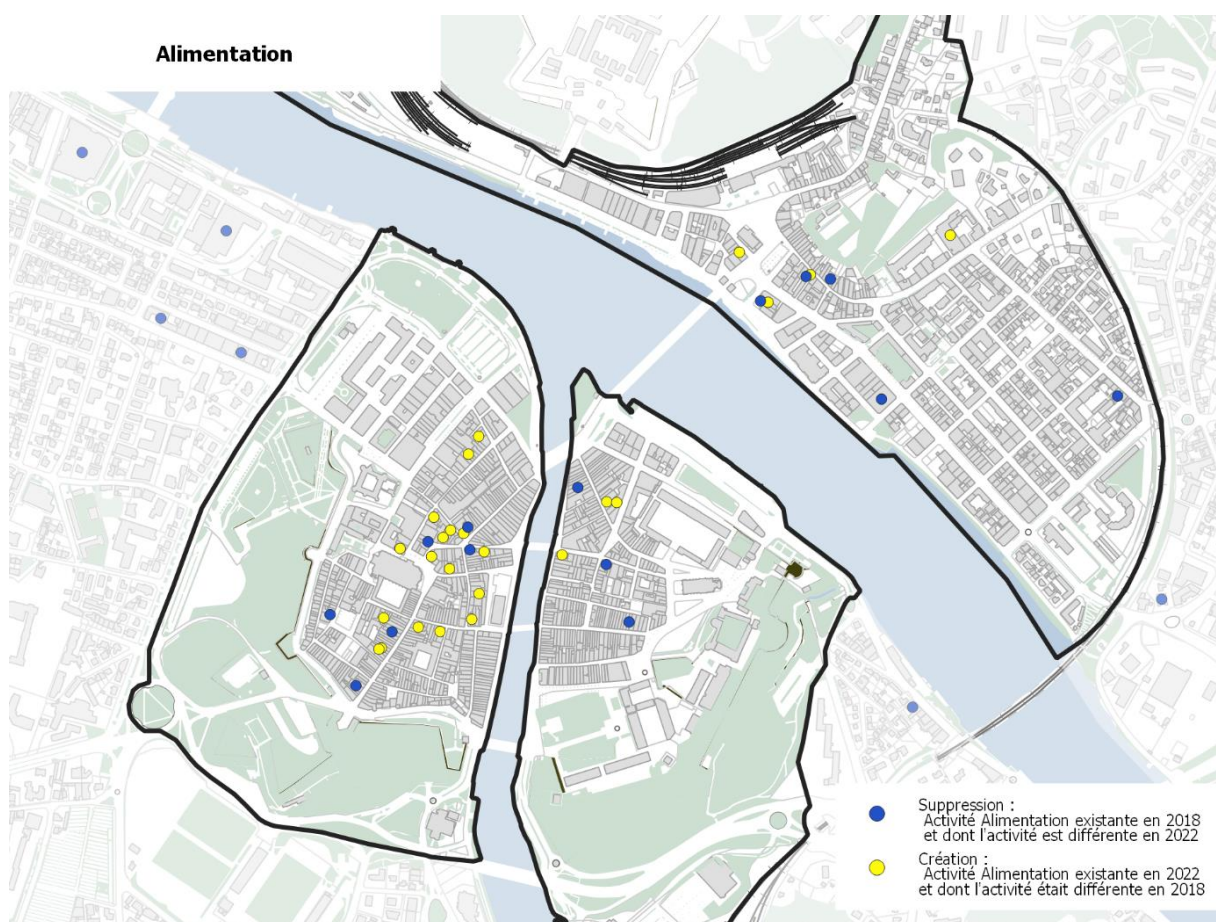 Alimentation
Suppression :
Activité Alimentation existante en 2018
et dont l'activité est différente en 2022
Création :
Activité Alimentation existante en 2022
et dont l'activité était différente en 2018